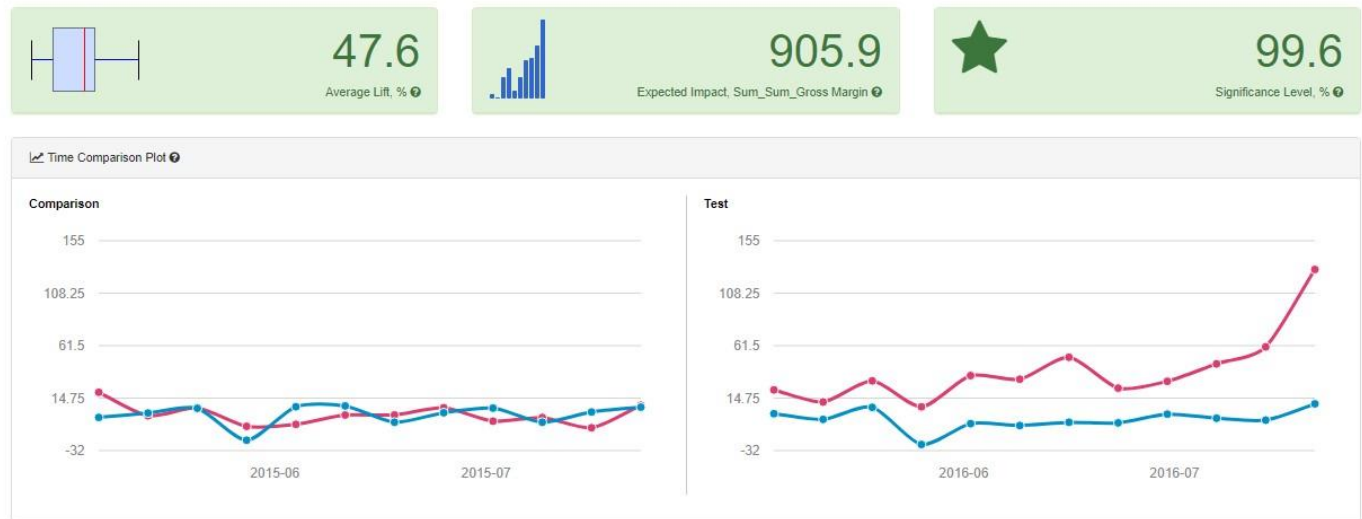 47.6
Average Lift, %
905.9
Expected Impact, Sum_Sum_Gross Margin
99.6
Significance Level, %
Time Comparison Plot
Comparison
155
108.25
61.5
14.75
-32
2015-06 2015-07
Test
155
108.25
61.5
14.75
-32
2016-06 2016-07